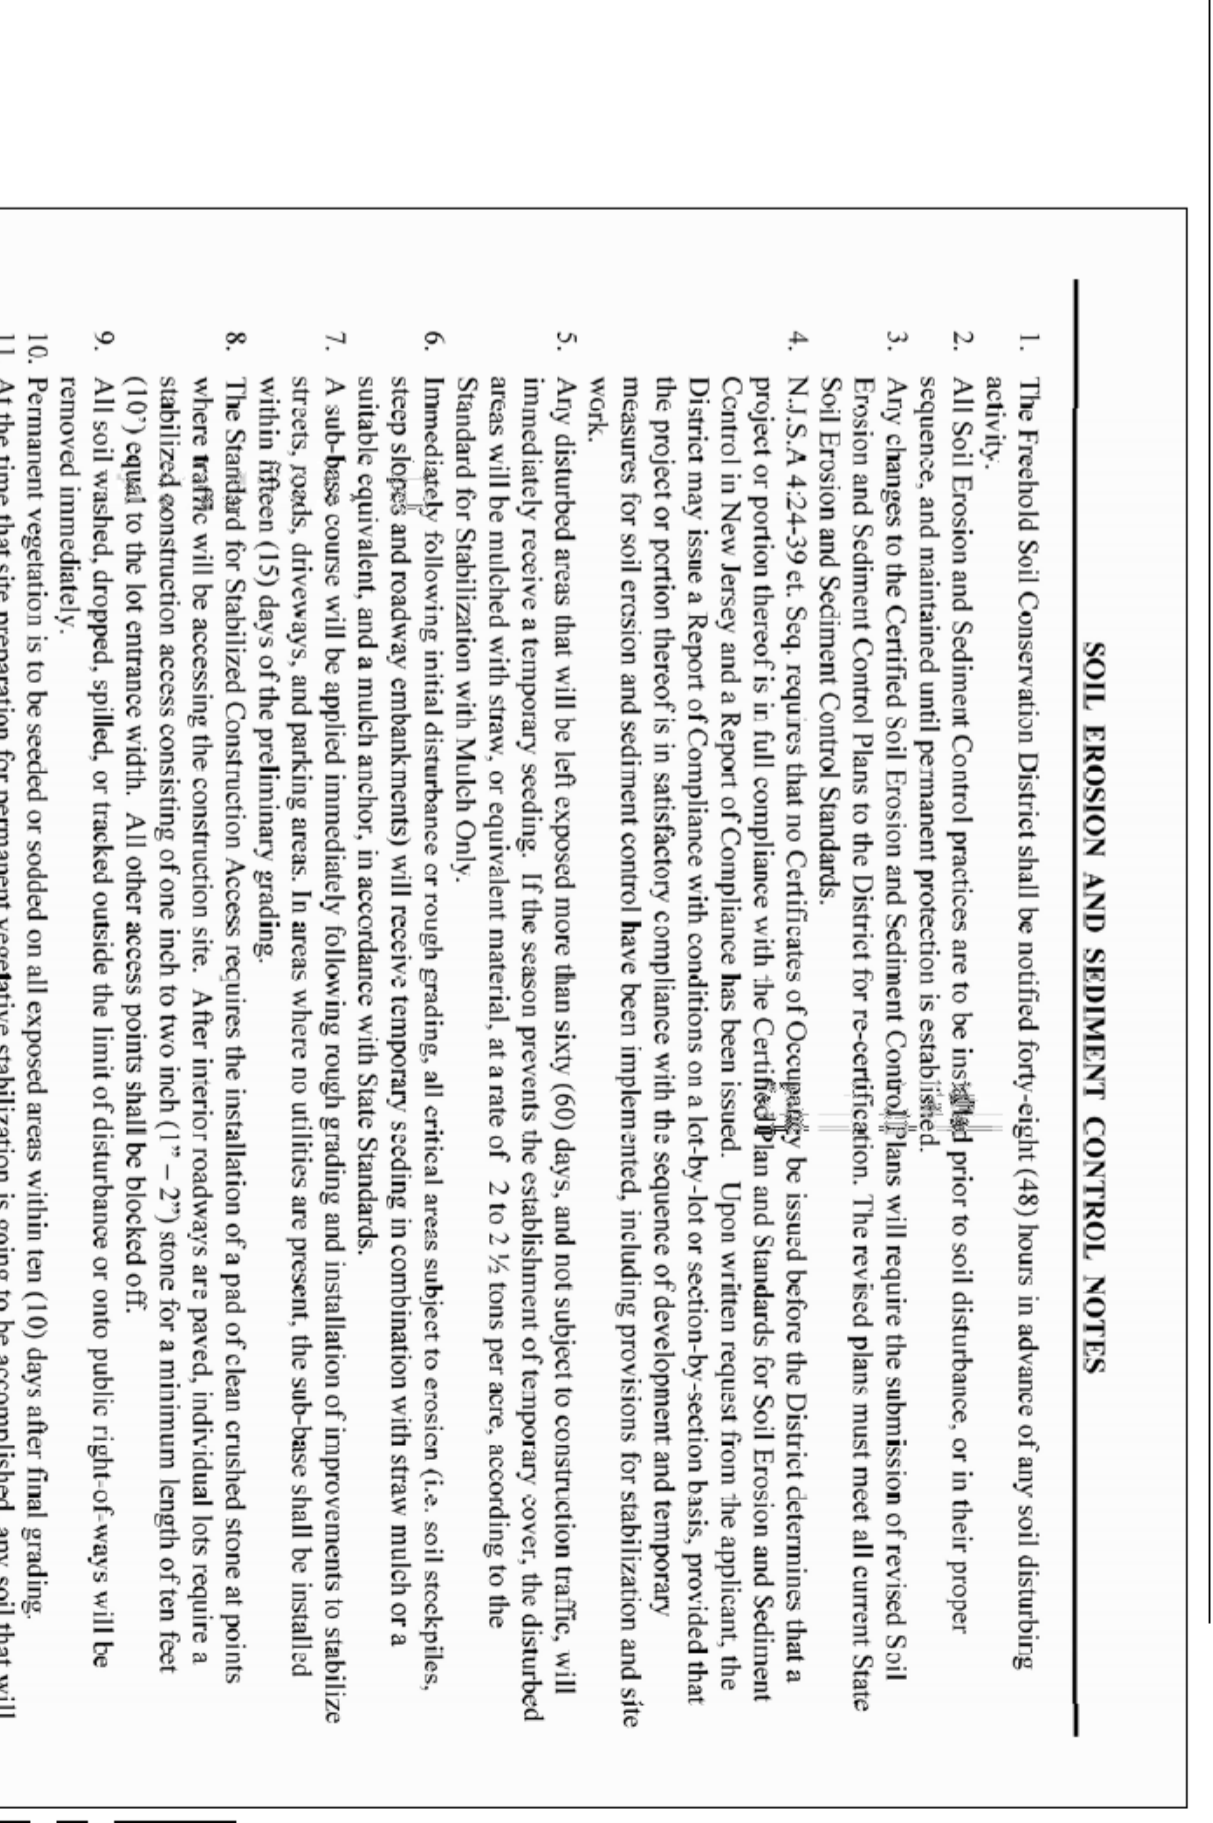 SOIL EROSION AND SEDIMENT CONTROL NOTES
1. The Freehold Soil Conservation District shall be notified forty-eight (48) hours in advance of any soil disturbing
activity.
2. All Soil Erosion and Sediment Control practices are to be installed prior to soil disturbance, or in their proper
sequence, and maintained until permanent protection is established.
3. Any changes to the Certified Soil Erosion and Sediment Control Plans will require the submission of revised Soil
Erosion and Sediment Control Plans to the District for re-certification. The revised plans must meet all current State
Soil Erosion and Sediment Control Standards.
4. N.J.S.A 4:24-39 et. Seq. requires that no Certificates of Occupancy be issued before the District determines that a
project or portion thereof is in full compliance with the Certified Plan and Standards for Soil Erosion and Sediment
Control in New Jersey and a Report of Compliance has been issued. Upon written request from the applicant, the
District may issue a Report of Compliance with conditions on a lot-by-lot or section-by-section basis, provided that
the project or portion thereof is in satisfactory compliance with the sequence of development and temporary
measures for soil erosion and sediment control have been implemented, including provisions for stabilization and site
work.
5. Any disturbed areas that will be left exposed more than sixty (60) days, and not subject to construction traffic, will
immediately receive a temporary seeding. If the season prevents the establishment of temporary cover, the disturbed
areas will be mulched with straw, or equivalent material, at a rate of 2 to 2 ½ tons per acre, according to the
Standard for Stabilization with Mulch Only.
6. Immediately following initial disturbance or rough grading, all critical areas subject to erosion (i.e. soil stockpiles,
steep slopes and roadway embankments) will receive temporary seeding in combination with straw mulch or a
suitable equivalent, and a mulch anchor, in accordance with State Standards.
7. A sub-base course will be applied immediately following rough grading and installation of improvements to stabilize
streets, roads, driveways, and parking areas. In areas where no utilities are present, the sub-base shall be installed
within fifteen (15) days of the preliminary grading.
8. The Standard for Stabilized Construction Access requires the installation of a pad of clean crushed stone at points
where traffic will be accessing the construction site. After interior roadways are paved, individual lots require a
stabilized construction access consisting of one inch to two inch (1” – 2”) stone for a minimum length of ten feet
(10’) equal to the lot entrance width. All other access points shall be blocked off.
9. All soil washed, dropped, spilled, or tracked outside the limit of disturbance or onto public right-of-ways will be
removed immediately.
10. Permanent vegetation is to be seeded or sodded on all exposed areas within ten (10) days after final grading.
11. At the time that site preparation for permanent vegetative stabilization is going to be accomplished, any soil that will